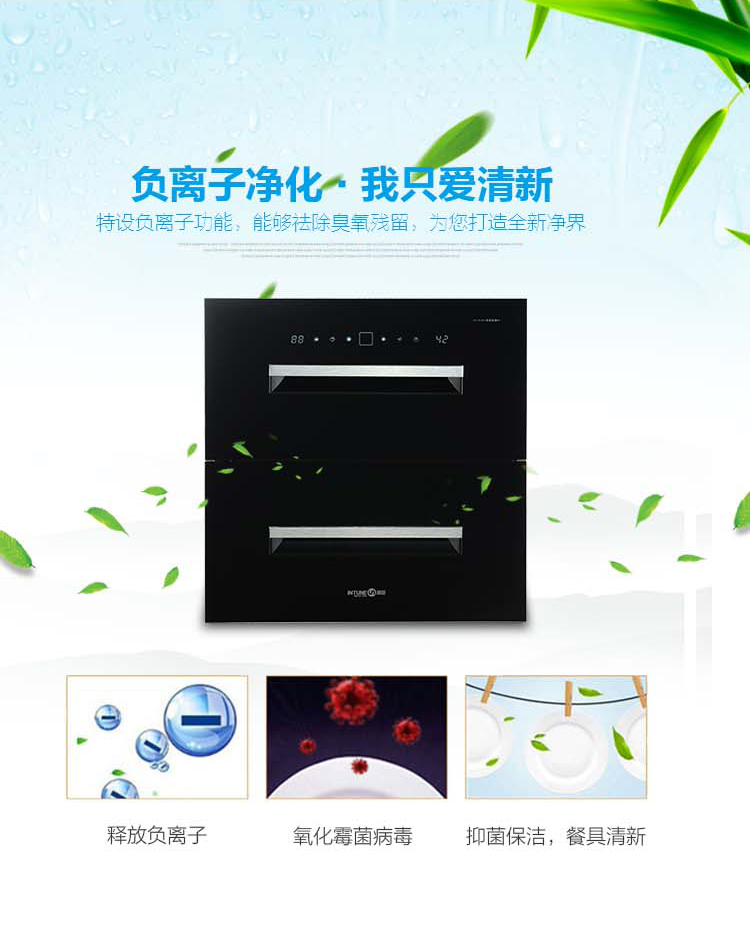 负离子净化·我只爱清新
特设负离子功能，能够祛除臭氧残留，为您打造全新净界
88
42
INTUNE
释放负离子
氧化霉菌病毒
抑菌保洁，餐具清新